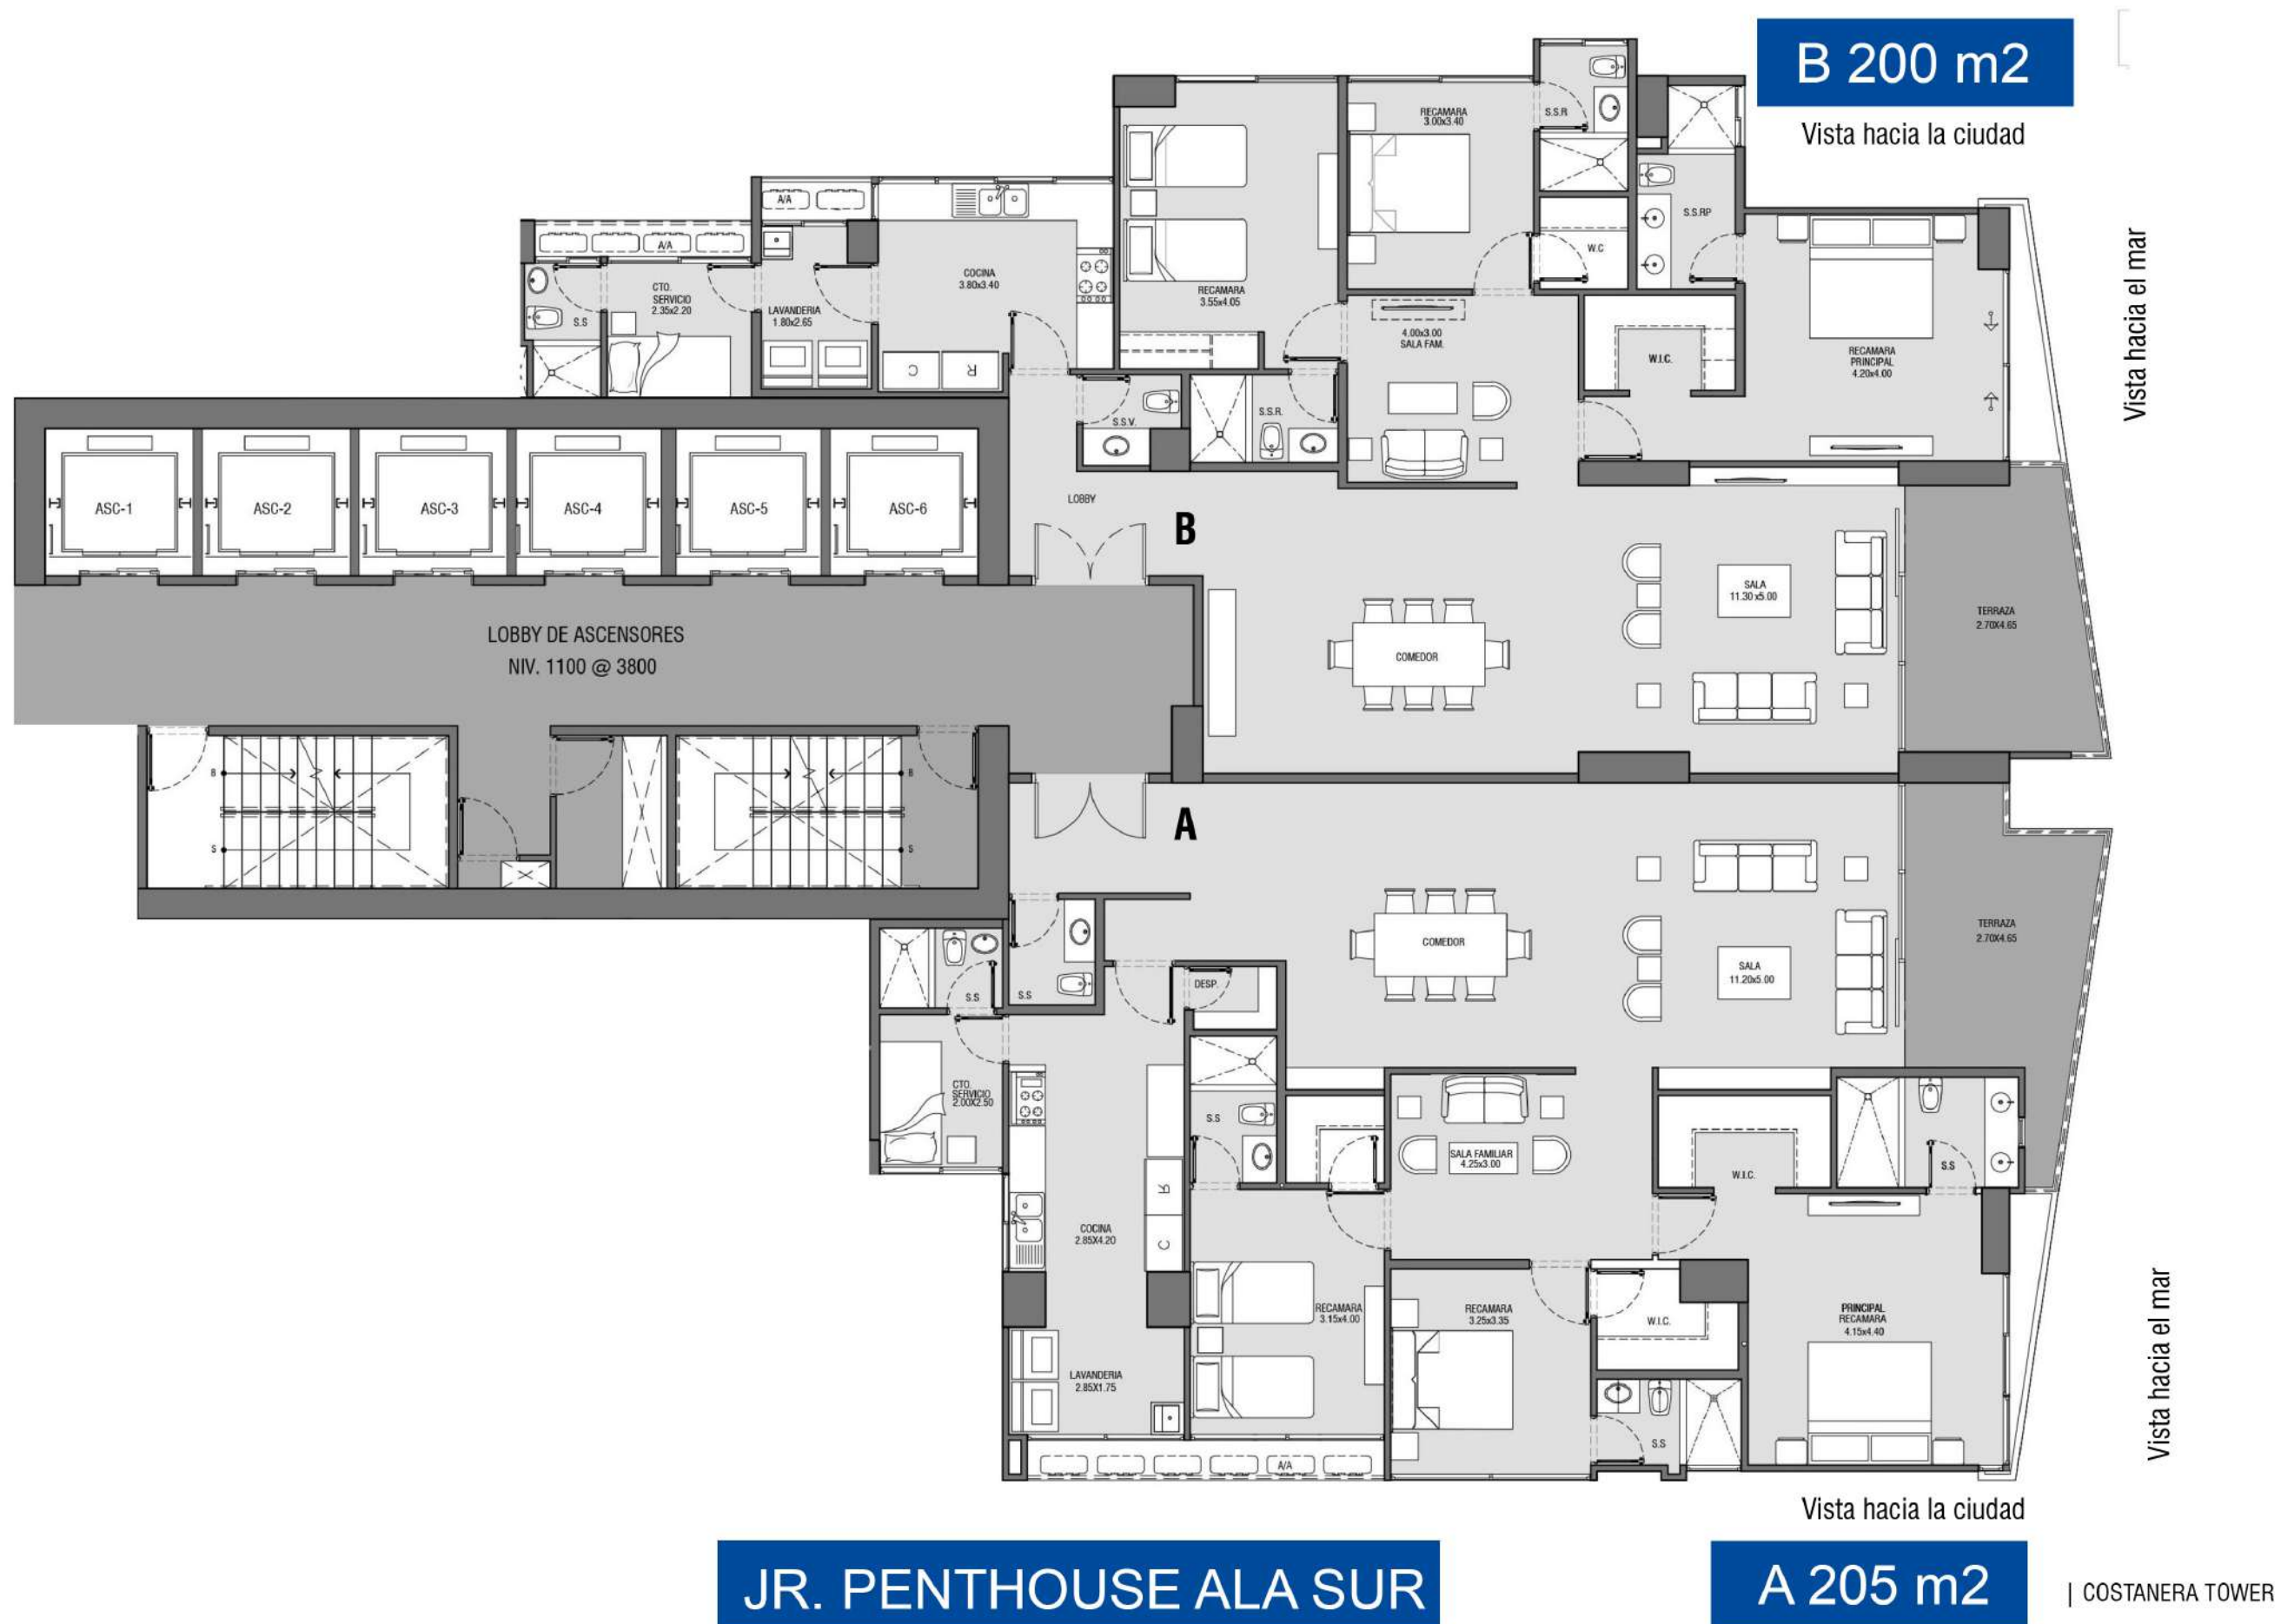 B 200 m2
Vista hacia la ciudad
Vista hacia el mar
RECAMARA
3.00x3.40
S.S.R
S.S.RP
W.C
A/A
A/A
COCINA
3.80x3.40
CTO.
SERVICIO
2.35x2.20
S.S
LAVANDERIA
1.80x2.65
C
R
RECAMARA
3.55x4.05
4.00x3.00
SALA FAM.
W.I.C.
RECAMARA
PRINCIPAL
4.20x4.00
S.S.V.
S.S.R.
LOBBY
B
ASC-1
ASC-2
ASC-3
ASC-4
ASC-5
ASC-6
SALA
11.30 x5.00
TERRAZA
2.70X4.65
COMEDOR
LOBBY DE ASCENSORES
NIV. 1100 @ 3800
B
S
B
S
A
COMEDOR
SALA
11.20x5.00
TERRAZA
2.70X4.65
S.S
S.S
DESP.
CTO.
SERVICIO
2.00X2.50
S.S
SALA FAMILIAR
4.25x3.00
W.I.C.
S.S
R
C
COCINA
2.85X4.20
RECAMARA
3.15x4.00
RECAMARA
3.25x3.35
W.I.C.
PRINCIPAL
RECAMARA
4.15x4.40
LAVANDERIA
2.85X1.75
S.S
A/A
Vista hacia el mar
Vista hacia la ciudad
JR. PENTHOUSE ALA SUR
A 205 m2
| COSTANERA TOWER